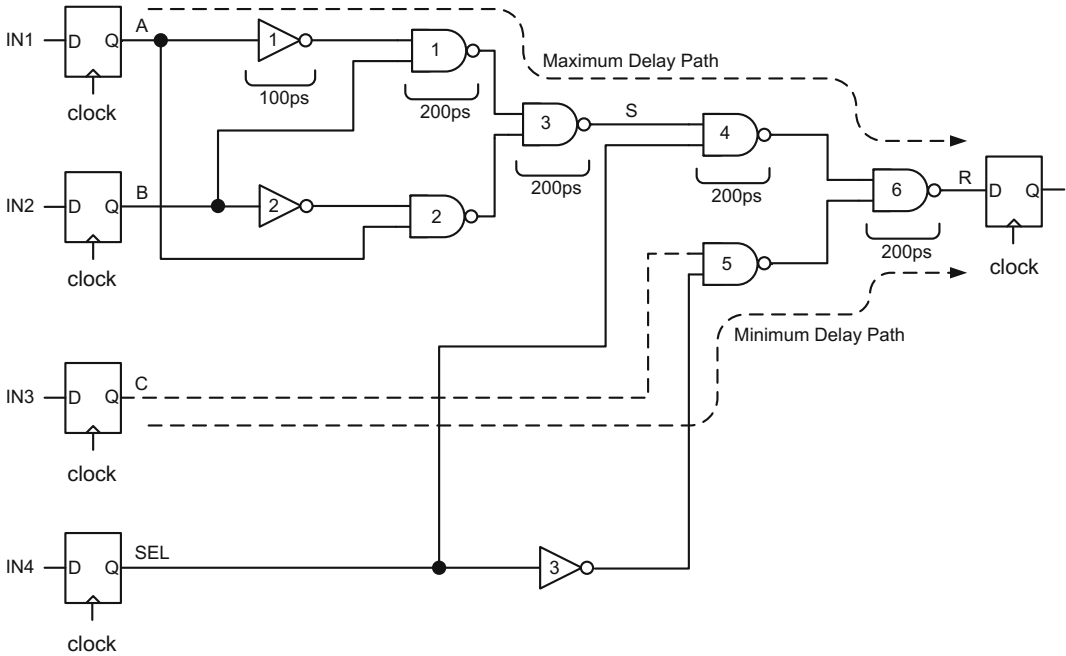 A
IN1
D
Q
clock
1
100ps
1
200ps
Maximum Delay Path
3
200ps
S
4
200ps
IN2
D
Q
B
clock
2
2
6
200ps
R
D
Q
clock
5
Minimum Delay Path
IN3
D
Q
C
clock
IN4
D
Q
SEL
clock
3